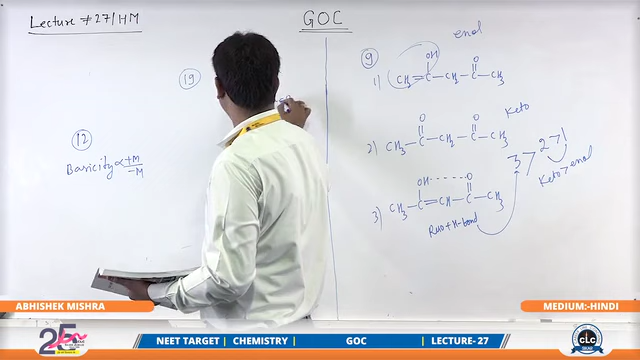 Lecture # 27/HM
GOC
(12)
Basicity ∝ +M/-M
(19)
(9)
enol
1) CH₂=C(OH)-CH₂-C(=O)-CH₃
2) CH₃-C(=O)-CH₂-C(=O)-CH₃
Keto
3) CH₃-C(OH)=CH-C(=O)-CH₃
H-bond
3 > 2 > 1
Keto > enol
ABHISHEK MISHRA
MEDIUM:-HINDI
25
NEET TARGET | CHEMISTRY | GOC | LECTURE- 27
CLC